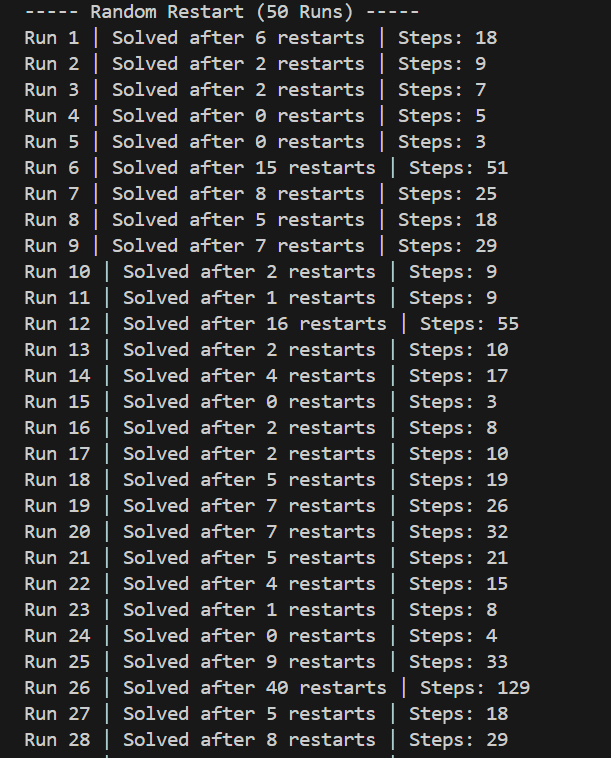 ----- Random Restart (50 Runs) -----
Run 1 | Solved after 6 restarts | Steps: 18
Run 2 | Solved after 2 restarts | Steps: 9
Run 3 | Solved after 2 restarts | Steps: 7
Run 4 | Solved after 0 restarts | Steps: 5
Run 5 | Solved after 0 restarts | Steps: 3
Run 6 | Solved after 15 restarts | Steps: 51
Run 7 | Solved after 8 restarts | Steps: 25
Run 8 | Solved after 5 restarts | Steps: 18
Run 9 | Solved after 7 restarts | Steps: 29
Run 10 | Solved after 2 restarts | Steps: 9
Run 11 | Solved after 1 restarts | Steps: 9
Run 12 | Solved after 16 restarts | Steps: 55
Run 13 | Solved after 2 restarts | Steps: 10
Run 14 | Solved after 4 restarts | Steps: 17
Run 15 | Solved after 0 restarts | Steps: 3
Run 16 | Solved after 2 restarts | Steps: 8
Run 17 | Solved after 2 restarts | Steps: 10
Run 18 | Solved after 5 restarts | Steps: 19
Run 19 | Solved after 7 restarts | Steps: 26
Run 20 | Solved after 7 restarts | Steps: 32
Run 21 | Solved after 5 restarts | Steps: 21
Run 22 | Solved after 4 restarts | Steps: 15
Run 23 | Solved after 1 restarts | Steps: 8
Run 24 | Solved after 0 restarts | Steps: 4
Run 25 | Solved after 9 restarts | Steps: 33
Run 26 | Solved after 40 restarts | Steps: 129
Run 27 | Solved after 5 restarts | Steps: 18
Run 28 | Solved after 8 restarts | Steps: 29